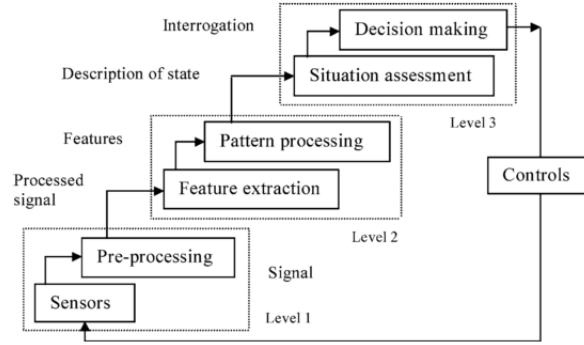 Interrogation
Decision making
Description of state
Situation assessment
Level 3
Features
Pattern processing
Processed
signal
Feature extraction
Controls
Level 2
Pre-processing
Signal
Sensors
Level 1